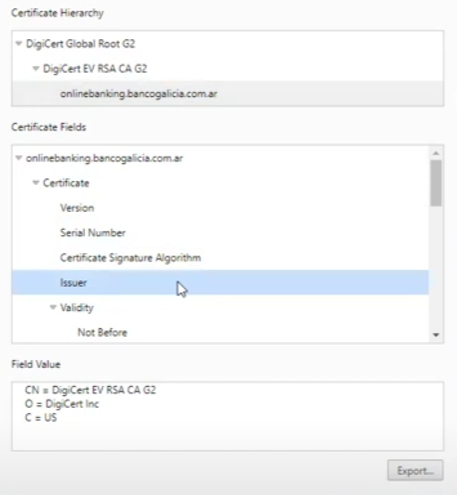 Certificate Hierarchy
DigiCert Global Root G2
DigiCert EV RSA CA G2
onlinebanking.bancogalicia.com.ar
Certificate Fields
onlinebanking.bancogalicia.com.ar
Certificate
Version
Serial Number
Certificate Signature Algorithm
Issuer
Validity
Not Before
Field Value
CN = DigiCert EV RSA CA G2
O = DigiCert Inc
C = US
Export...